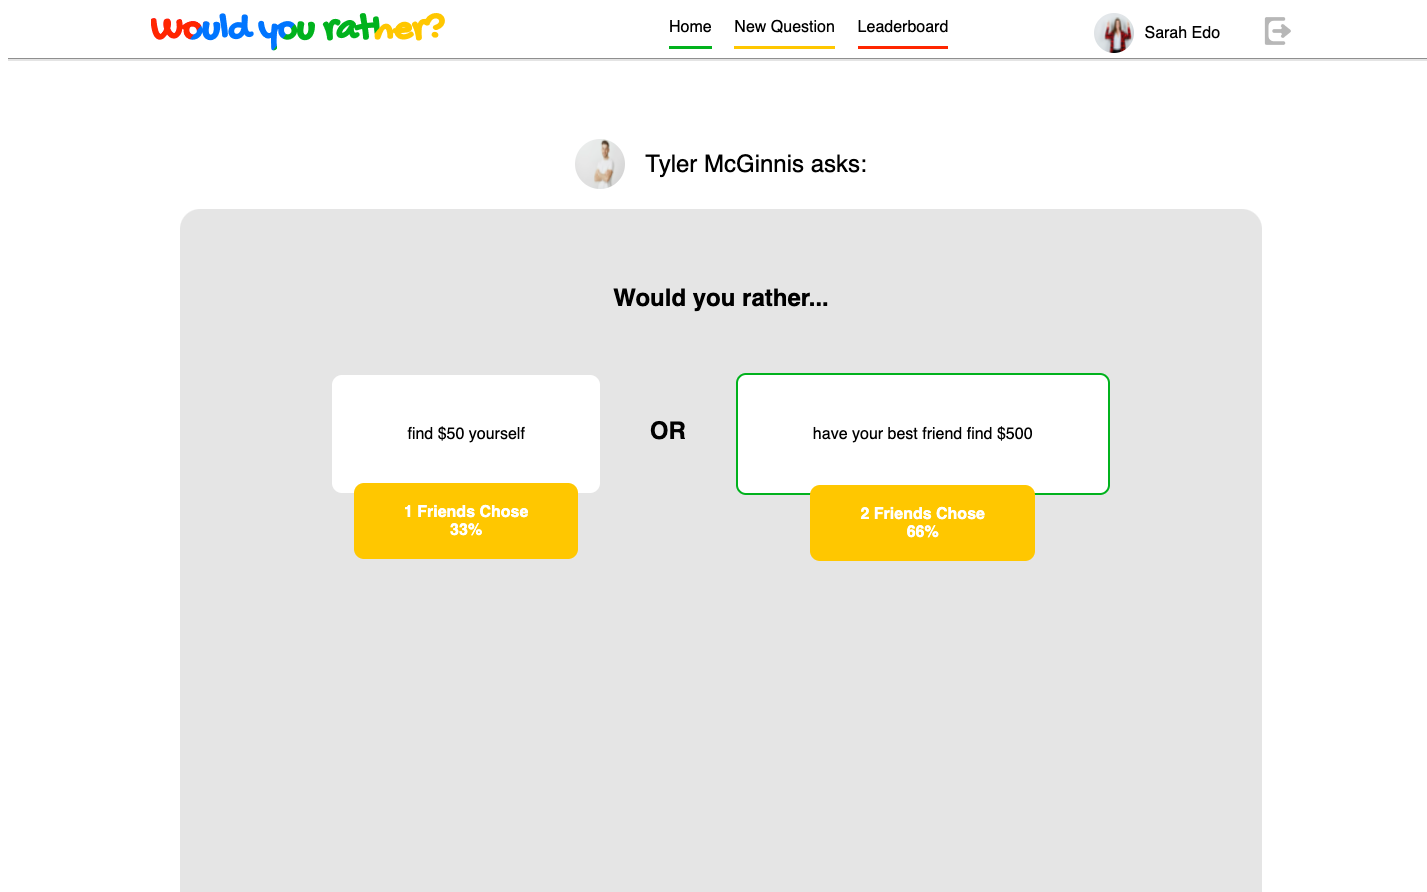 would you rather?
Home New Question Leaderboard
Sarah Edo
Tyler McGinnis asks:
Would you rather...
find $50 yourself
OR
have your best friend find $500
1 Friends Chose
33%
2 Friends Chose
66%